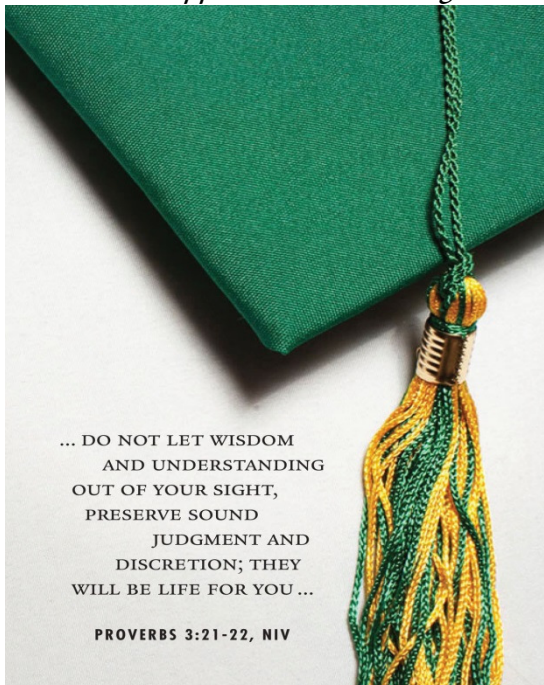 ... DO NOT LET WISDOM
AND UNDERSTANDING
OUT OF YOUR SIGHT,
PRESERVE SOUND
JUDGMENT AND
DISCRETION; THEY
WILL BE LIFE FOR YOU ...
PROVERBS 3:21-22, NIV